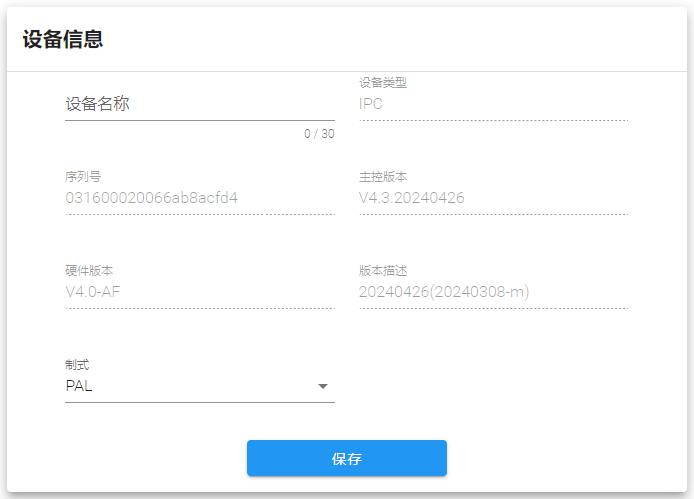 设备信息
设备名称
0 / 30
设备类型
IPC
序列号
031600020066ab8acfd4
主控版本
V4.3.20240426
硬件版本
V4.0-AF
版本描述
20240426(20240308-m)
制式
PAL
保存